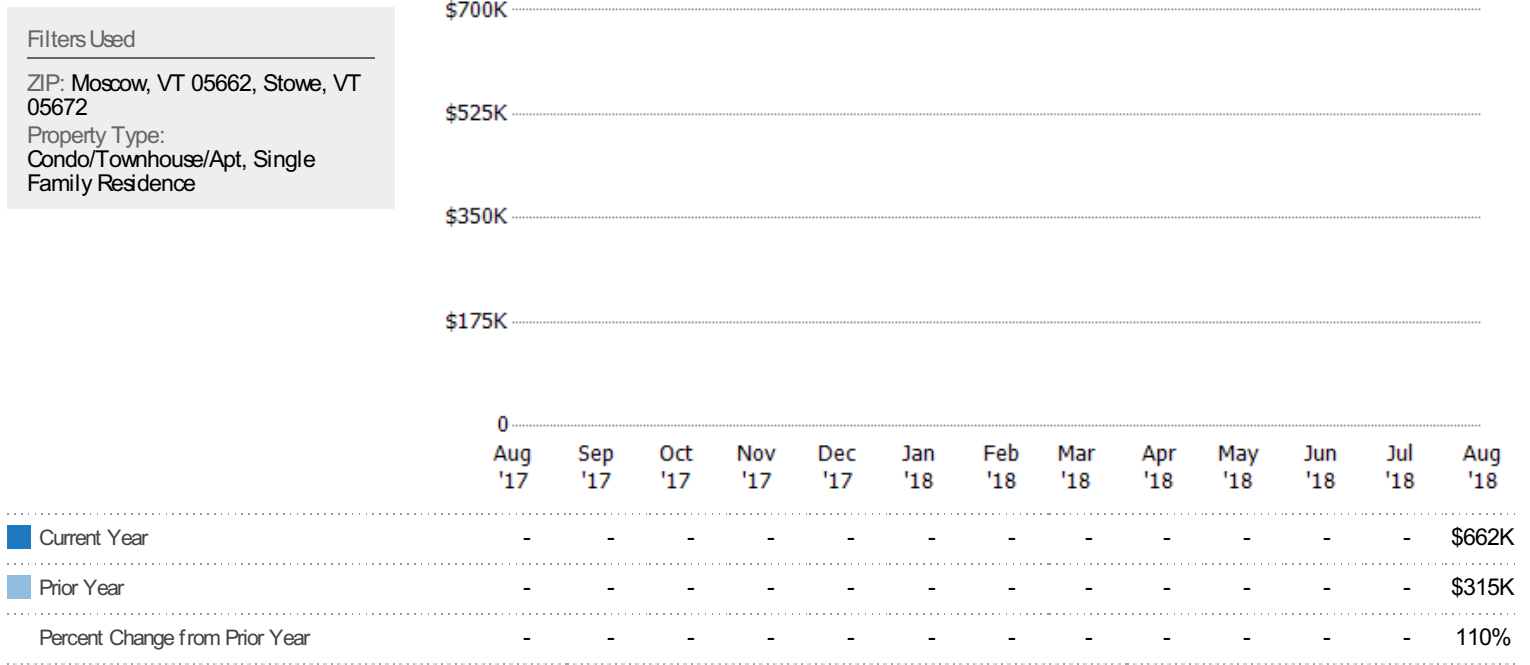 Filters Used
ZIP: Moscow, VT 05662, Stowe, VT
05672
Property Type:
Condo/Townhouse/Apt, Single
Family Residence
$700K
$525K
$350K
$175K
0
Aug Sep Oct Nov Dec Jan Feb Mar Apr May Jun Jul Aug
'17 '17 '17 '17 '17 '18 '18 '18 '18 '18 '18 '18 '18
Current Year - - - - - - - - - - - - $662K
Prior Year - - - - - - - - - - - - $315K
Percent Change from Prior Year - - - - - - - - - - - - 110%